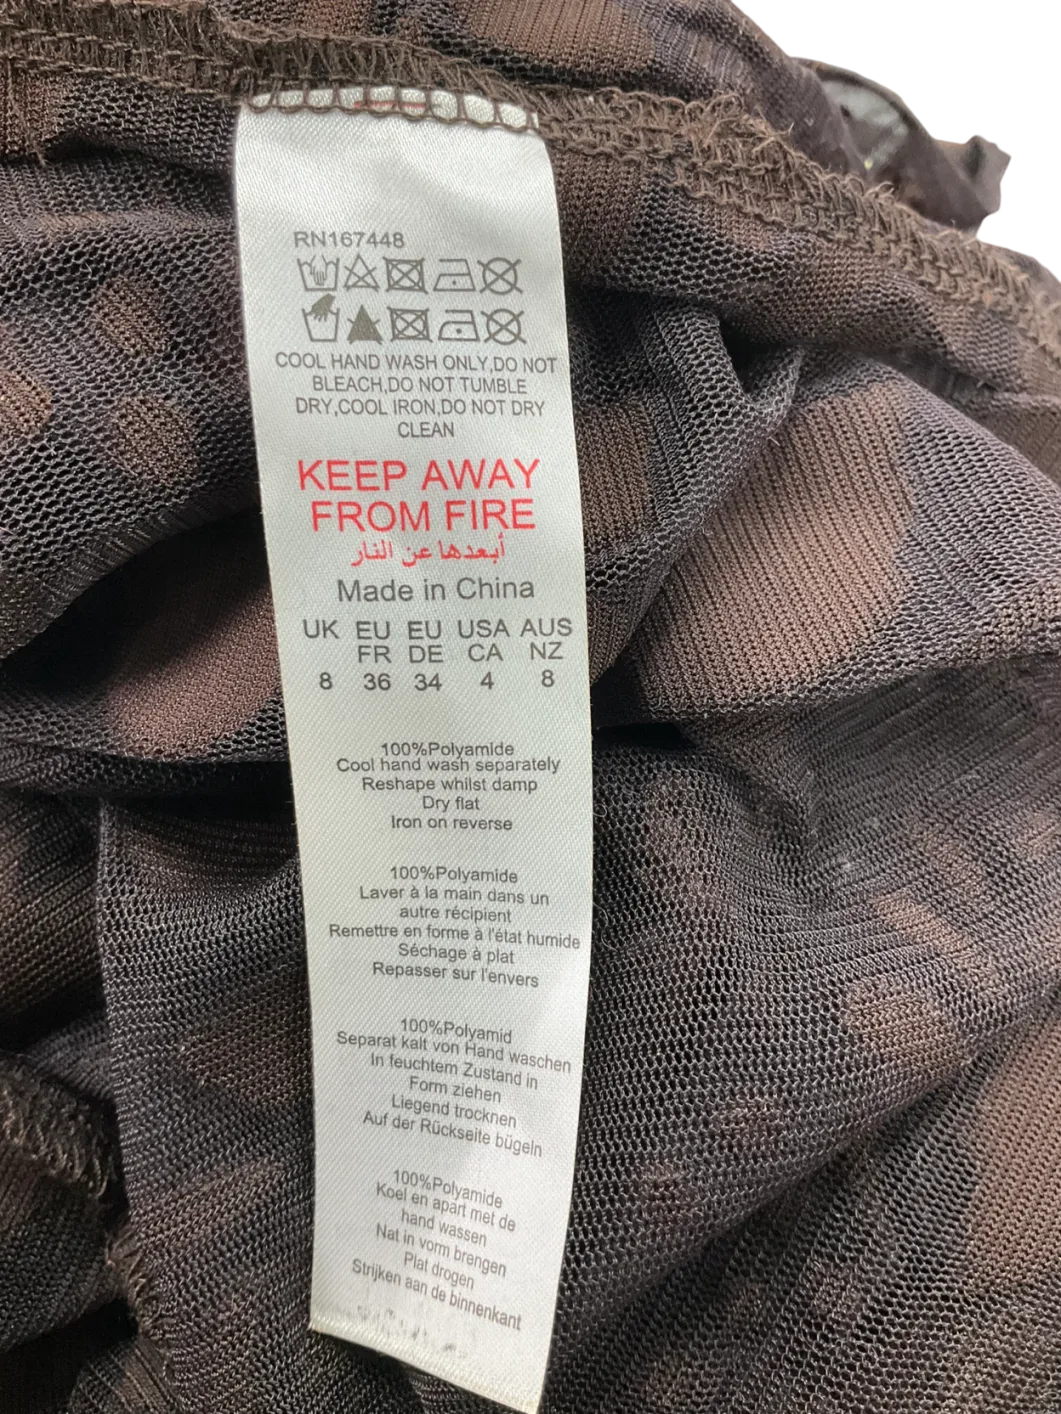 RN167448
COOL HAND WASH ONLY,DO NOT
BLEACH,DO NOT TUMBLE
DRY,COOL IRON,DO NOT DRY
CLEAN
KEEP AWAY
FROM FIRE
أبعدها عن النار
Made in China
UK EU EU USA AUS
FR DE CA NZ
8 36 34 4 8
100%Polyamide
Cool hand wash separately
Reshape whilst damp
Dry flat
Iron on reverse
100%Polyamide
Laver à la main dans un
autre récipient
Remettre en forme à l'état humide
Séchage à plat
Repasser sur l'envers
100%Polyamid
Separat kalt von Hand waschen
In feuchtem Zustand in
Form ziehen
Liegend trocknen
Auf der Rückseite bügeln
100%Polyamide
Koel en apart met de
hand wassen
Nat in vorm brengen
Plat drogen
Strijken aan de binnenkant